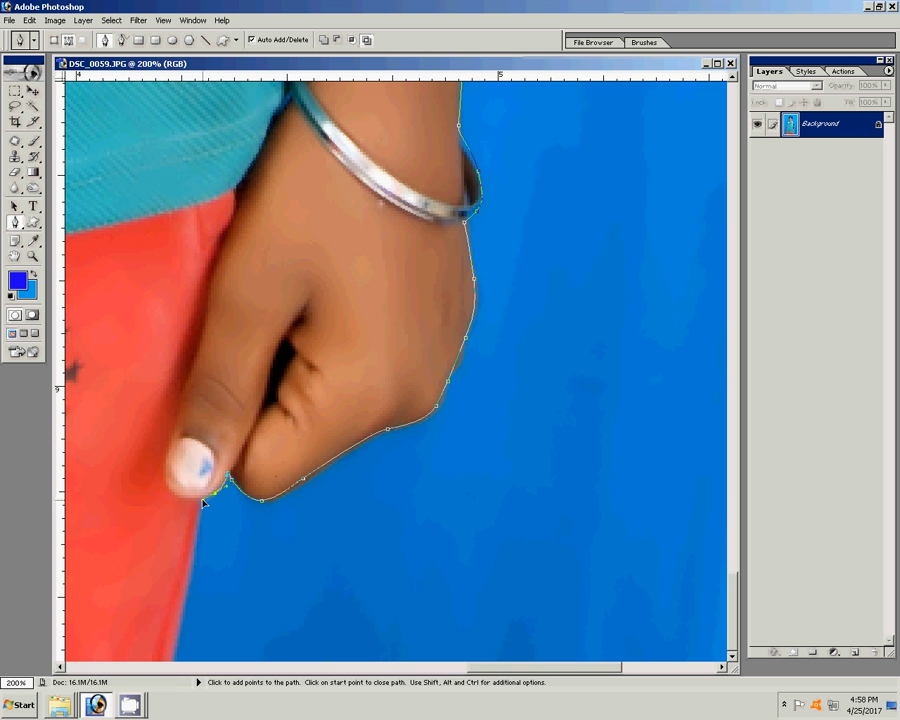 Adobe Photoshop
File Edit Image Layer Select Filter View Window Help
Auto Add/Delete
File Browser Brushes
DSC_0059.JPG @ 200% (RGB)
4 5
Layers Styles Actions
Normal Opacity: 100%
Lock: Fill: 100%
Background
9
T
200% Doc: 16.1M/16.1M Click to add points to the path. Click on start point to close path. Use Shift, Alt and Ctrl for additional options.
Start
4:58 PM
4/25/2017